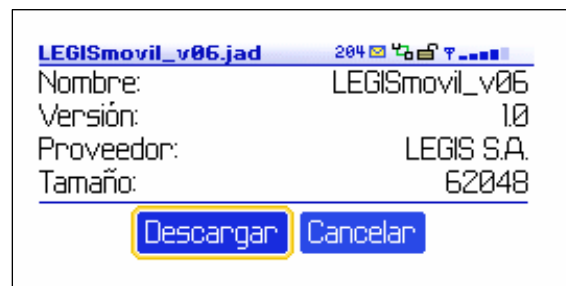 LEGISmovil_v06.jad 204
Nombre: LEGISmovil_v06
Versión: 1.0
Proveedor: LEGIS S.A.
Tamaño: 62048
Descargar Cancelar